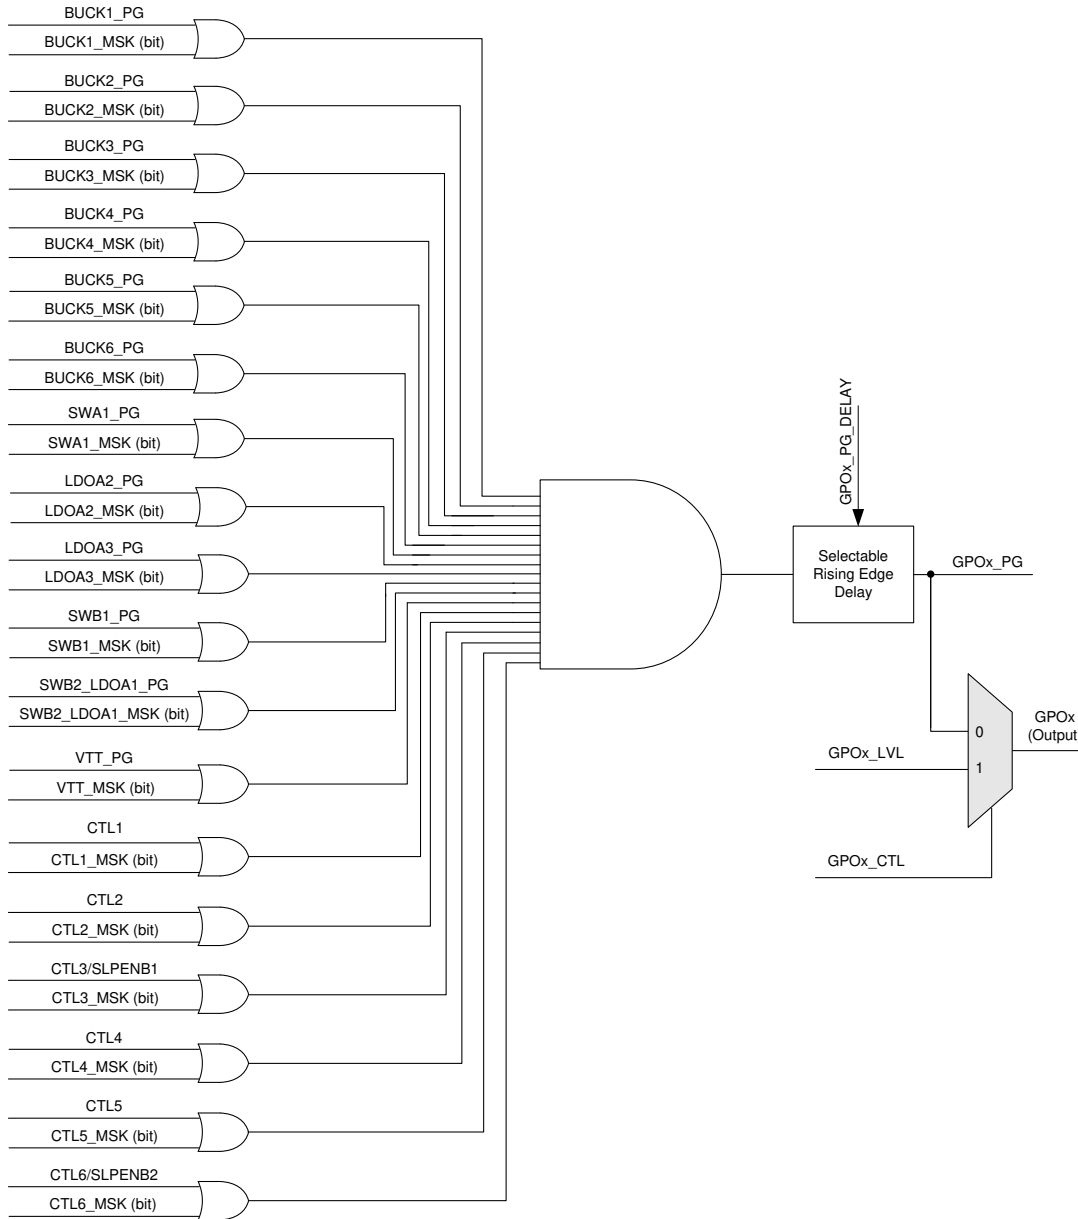 BUCK1_PG
BUCK1_MSK (bit)
BUCK2_PG
BUCK2_MSK (bit)
BUCK3_PG
BUCK3_MSK (bit)
BUCK4_PG
BUCK4_MSK (bit)
BUCK5_PG
BUCK5_MSK (bit)
BUCK6_PG
BUCK6_MSK (bit)
SWA1_PG
SWA1_MSK (bit)
LDOA2_PG
LDOA2_MSK (bit)
LDOA3_PG
LDOA3_MSK (bit)
SWB1_PG
SWB1_MSK (bit)
SWB2_LDOA1_PG
SWB2_LDOA1_MSK (bit)
VTT_PG
VTT_MSK (bit)
CTL1
CTL1_MSK (bit)
CTL2
CTL2_MSK (bit)
CTL3/SLPENB1
CTL3_MSK (bit)
CTL4
CTL4_MSK (bit)
CTL5
CTL5_MSK (bit)
CTL6/SLPENB2
CTL6_MSK (bit)
GPOx_PG_DELAY
Selectable
Rising Edge
Delay
GPOx_PG
0
1
GPOx_LVL
GPOx_CTL
GPOx
(Output